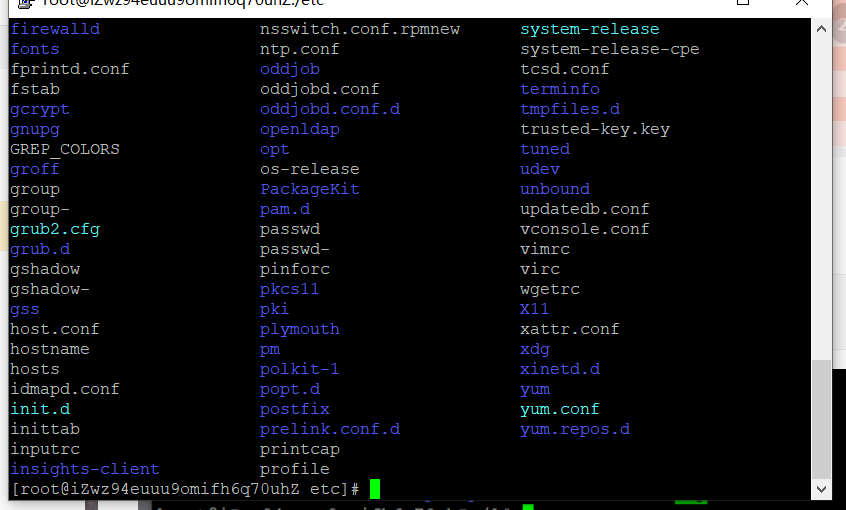 root@iZwz94euuu9omifh6q70uhZ:/etc
firewalld nsswitch.conf.rpmnew system-release
fonts ntp.conf system-release-cpe
fprintd.conf oddjob tcsd.conf
fstab oddjobd.conf terminfo
gcrypt oddjobd.conf.d tmpfiles.d
gnupg openldap trusted-key.key
GREP_COLORS opt tuned
groff os-release udev
group PackageKit unbound
group- pam.d updatedb.conf
grub2.cfg passwd vconsole.conf
grub.d passwd- vimrc
gshadow pinforc virc
gshadow- pkcs11 wgetrc
gss pki X11
host.conf plymouth xattr.conf
hostname pm xdg
hosts polkit-1 xinetd.d
idmapd.conf popt.d yum
init.d postfix yum.conf
inittab prelink.conf.d yum.repos.d
inputrc printcap
insights-client profile
[root@iZwz94euuu9omifh6q70uhZ etc]#